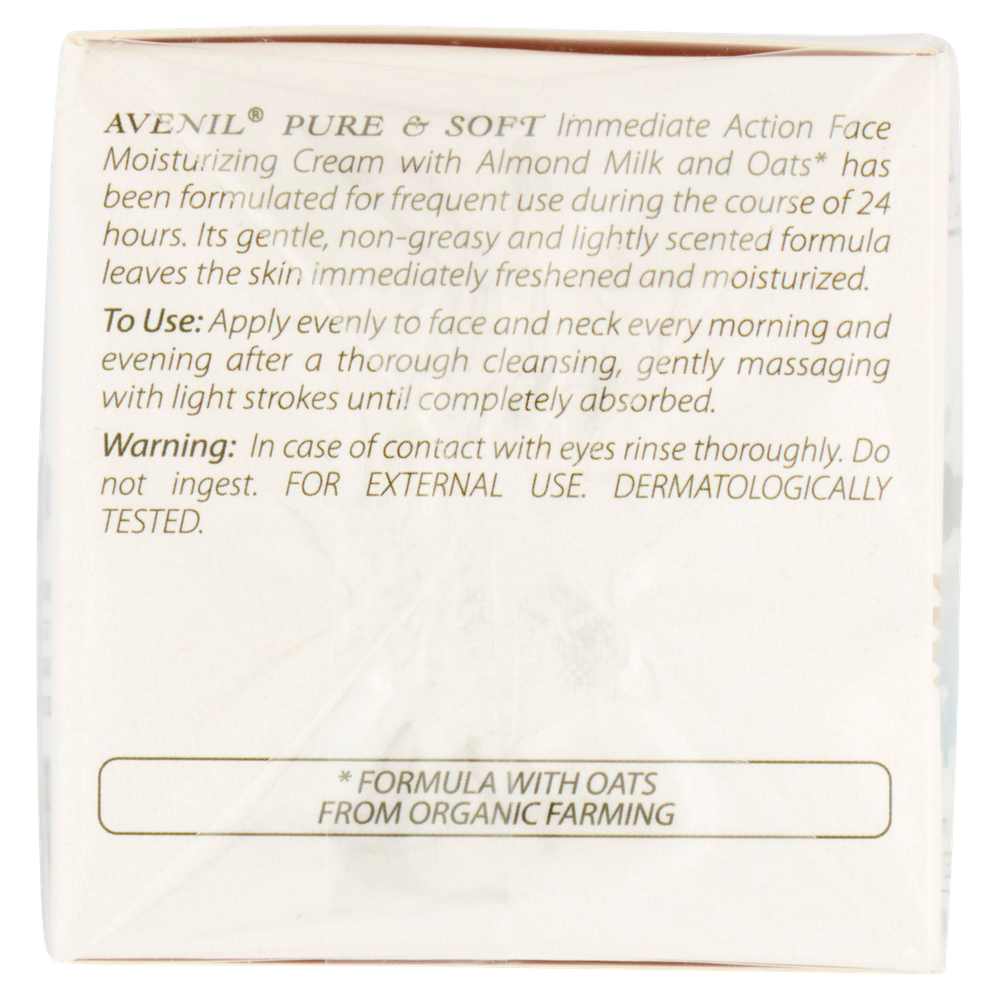 AVENIL® PURE & SOFT Immediate Action Face
Moisturizing Cream with Almond Milk and Oats* has
been formulated for frequent use during the course of 24
hours. Its gentle, non-greasy and lightly scented formula
leaves the skin immediately freshened and moisturized.
To Use: Apply evenly to face and neck every morning and
evening after a thorough cleansing, gently massaging
with light strokes until completely absorbed.
Warning: In case of contact with eyes rinse thoroughly. Do
not ingest. FOR EXTERNAL USE. DERMATOLOGICALLY
TESTED.
* FORMULA WITH OATS
FROM ORGANIC FARMING